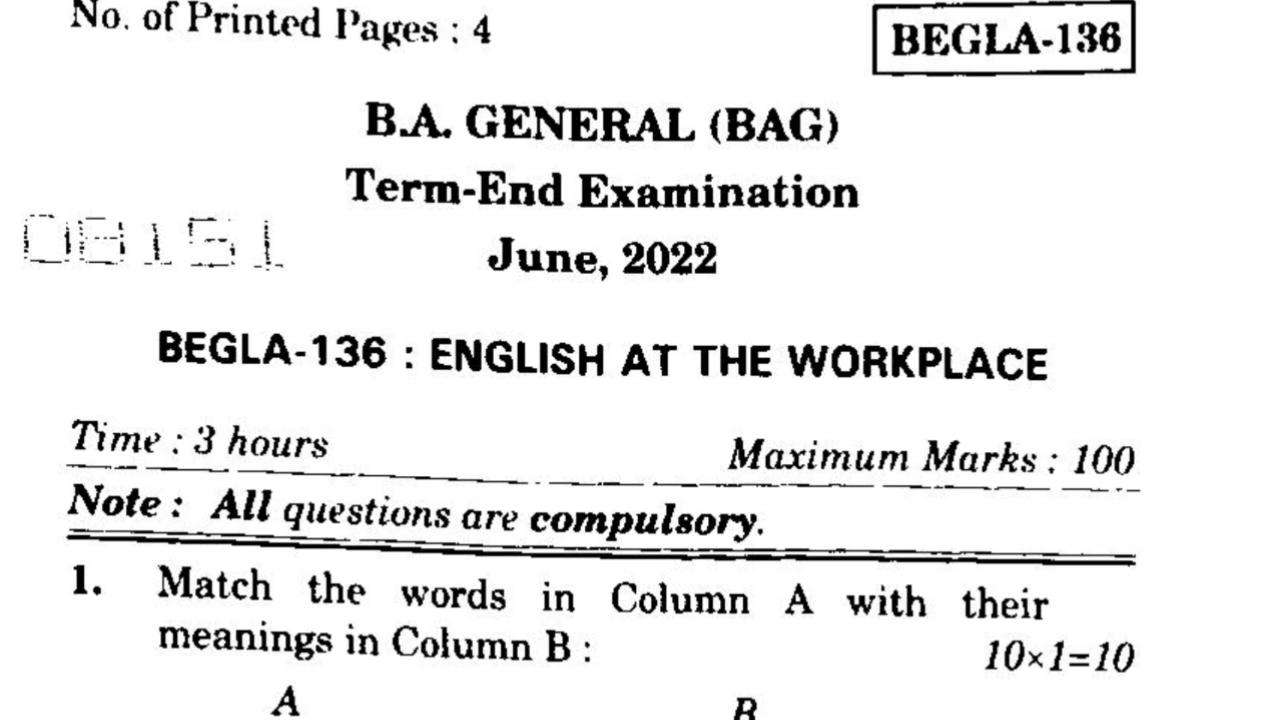 No. of Printed Pages : 4
BEGLA-136
B.A. GENERAL (BAG)
Term-End Examination
08151
June, 2022
BEGLA-136 : ENGLISH AT THE WORKPLACE
Time : 3 hours Maximum Marks : 100
Note : All questions are compulsory.
1. Match the words in Column A with their
meanings in Column B : 10×1=10
A B